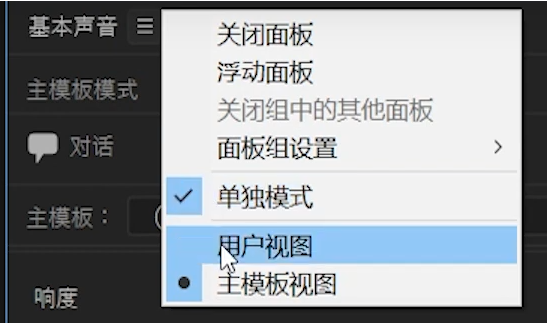 基本声音
关闭面板
浮动面板
主模板模式
关闭组中的其他面板
对话
面板组设置
单独模式
主模板：
用户视图
主模板视图
响度